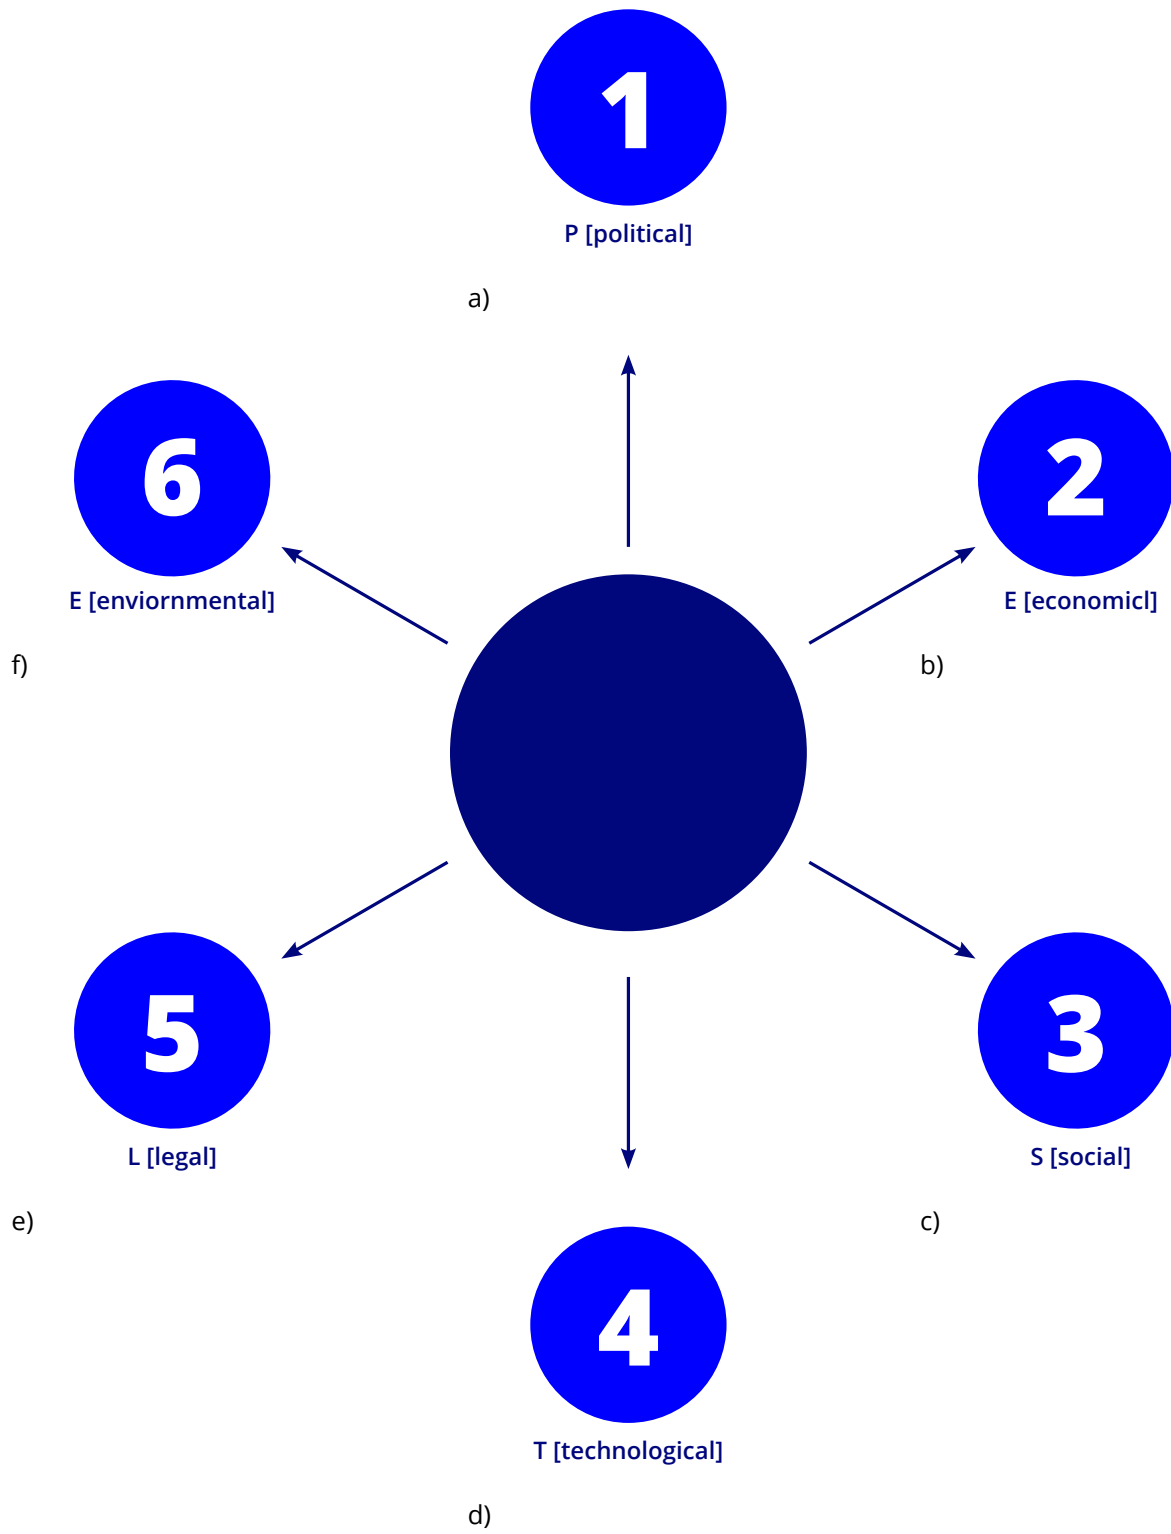 1
P [political]
a)
6
E [enviornmental]
f)
2
E [economicl]
b)
5
L [legal]
e)
3
S [social]
c)
4
T [technological]
d)